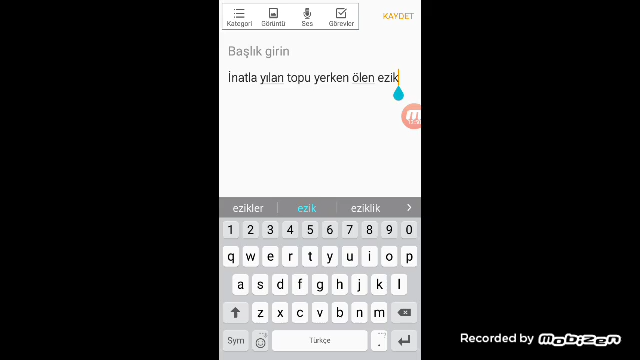 Kategori Görüntü Ses Görevler KAYDET
Başlık girin
İnatla yılan topu yerken ölen ezik
ezikler ezik eziklik
1 2 3 4 5 6 7 8 9 0
q w e r t y u i o p
a s d f g h j k l
z x c v b n m
Sym Türkçe .
Recorded by Mobizen